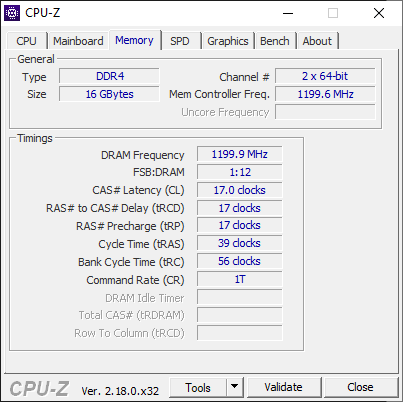 CPU-Z
CPU Mainboard Memory SPD Graphics Bench About
General
Type DDR4 Channel # 2 x 64-bit
Size 16 GBytes Mem Controller Freq. 1199.6 MHz
Uncore Frequency
Timings
DRAM Frequency 1199.9 MHz
FSB:DRAM 1:12
CAS# Latency (CL) 17.0 clocks
RAS# to CAS# Delay (tRCD) 17 clocks
RAS# Precharge (tRP) 17 clocks
Cycle Time (tRAS) 39 clocks
Bank Cycle Time (tRC) 56 clocks
Command Rate (CR) 1T
DRAM Idle Timer
Total CAS# (tRDRAM)
Row To Column (tRCD)
CPU-Z Ver. 2.18.0.x32 Tools Validate Close